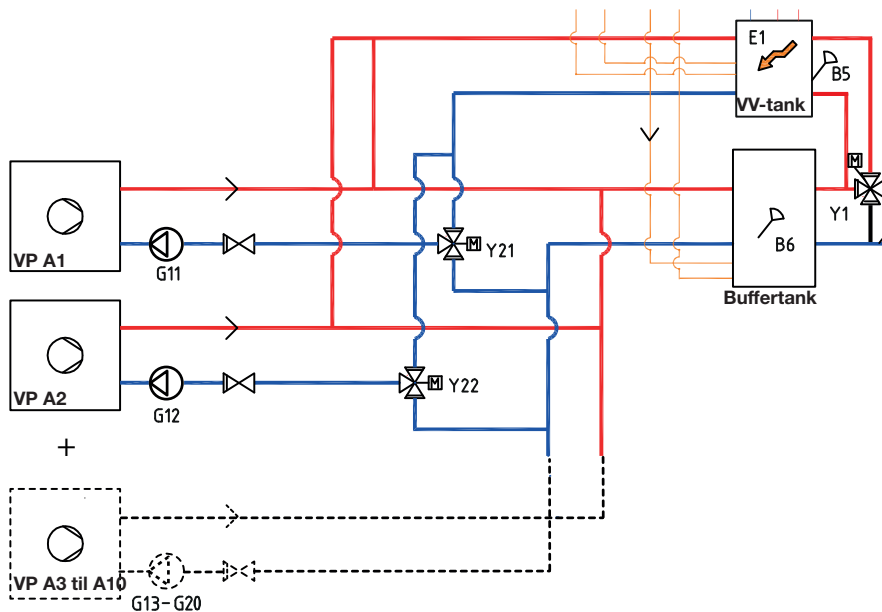 E1
B5
VV-tank
M
Y1
B6
Buffertank
VP A1
G11
M
Y21
VP A2
G12
M
Y22
+
VP A3 til A10
G13-G20